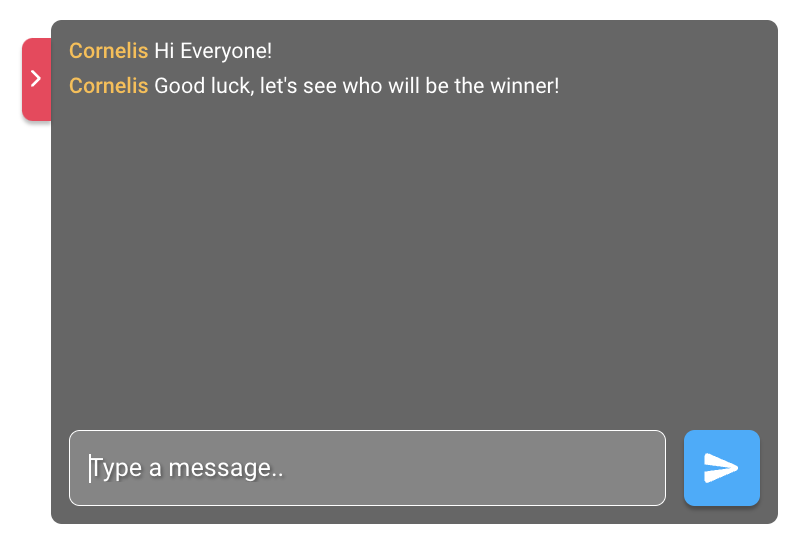 Cornelis Hi Everyone!
Cornelis Good luck, let's see who will be the winner!
Type a message..